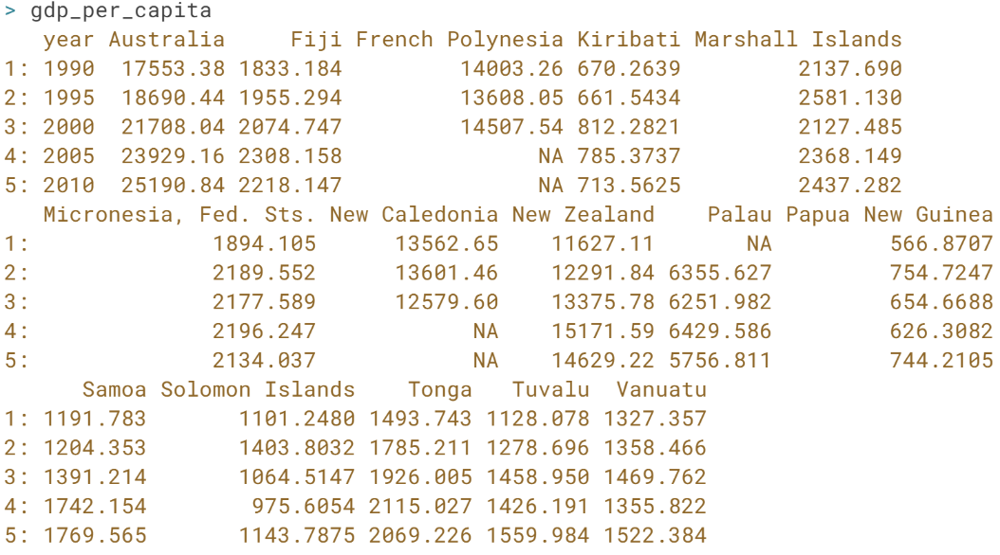 > gdp_per_capita
   year Australia     Fiji French Polynesia Kiribati Marshall Islands
1: 1990  17553.38 1833.184         14003.26 670.2639         2137.690
2: 1995  18690.44 1955.294         13608.05 661.5434         2581.130
3: 2000  21708.04 2074.747         14507.54 812.2821         2127.485
4: 2005  23929.16 2308.158               NA 785.3737         2368.149
5: 2010  25190.84 2218.147               NA 713.5625         2437.282
   Micronesia, Fed. Sts. New Caledonia New Zealand    Palau Papua New Guinea
1:              1894.105      13562.65    11627.11       NA         566.8707
2:              2189.552      13601.46    12291.84 6355.627         754.7247
3:              2177.589      12579.60    13375.78 6251.982         654.6688
4:              2196.247            NA    15171.59 6429.586         626.3082
5:              2134.037            NA    14629.22 5756.811         744.2105
      Samoa Solomon Islands    Tonga   Tuvalu  Vanuatu
1: 1191.783       1101.2480 1493.743 1128.078 1327.357
2: 1204.353       1403.8032 1785.211 1278.696 1358.466
3: 1391.214       1064.5147 1926.005 1458.950 1469.762
4: 1742.154        975.6054 2115.027 1426.191 1355.822
5: 1769.565       1143.7875 2069.226 1559.984 1522.384